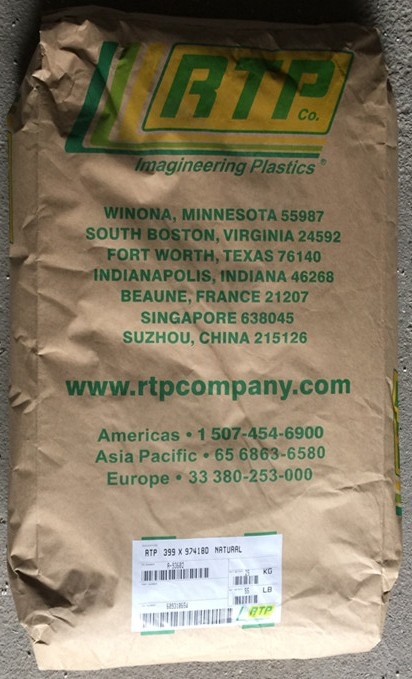 RTP
Co.
Imagineering Plastics®
WINONA, MINNESOTA 55987
SOUTH BOSTON, VIRGINIA 24592
FORT WORTH, TEXAS 76140
INDIANAPOLIS, INDIANA 46268
BEAUNE, FRANCE 21207
SINGAPORE 638045
SUZHOU, CHINA 215126
www.rtpcompany.com
Americas • 1 507-454-6900
Asia Pacific • 65 6863-6580
Europe • 33 380-253-000
RTP 399 X 97418D NATURAL
KG
LB
RTP